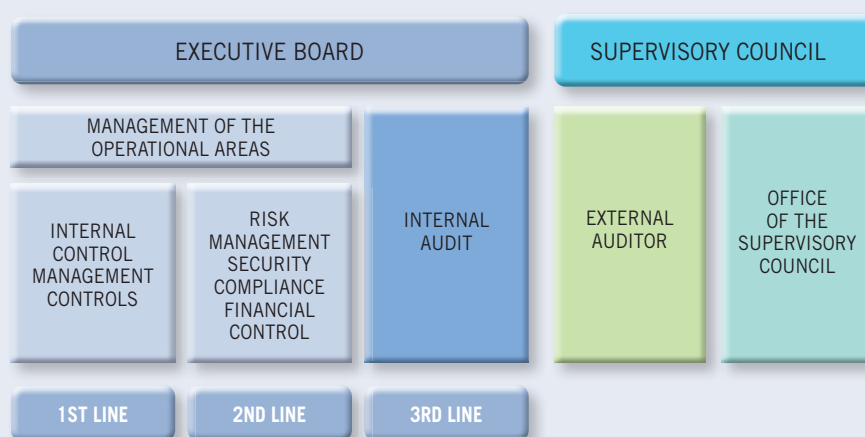 EXECUTIVE BOARD
SUPERVISORY COUNCIL
MANAGEMENT OF THE
OPERATIONAL AREAS
INTERNAL
CONTROL
MANAGEMENT
CONTROLS
RISK
MANAGEMENT
SECURITY
COMPLIANCE
FINANCIAL
CONTROL
INTERNAL
AUDIT
EXTERNAL
AUDITOR
OFFICE
OF THE
SUPERVISORY
COUNCIL
1ST LINE
2ND LINE
3RD LINE